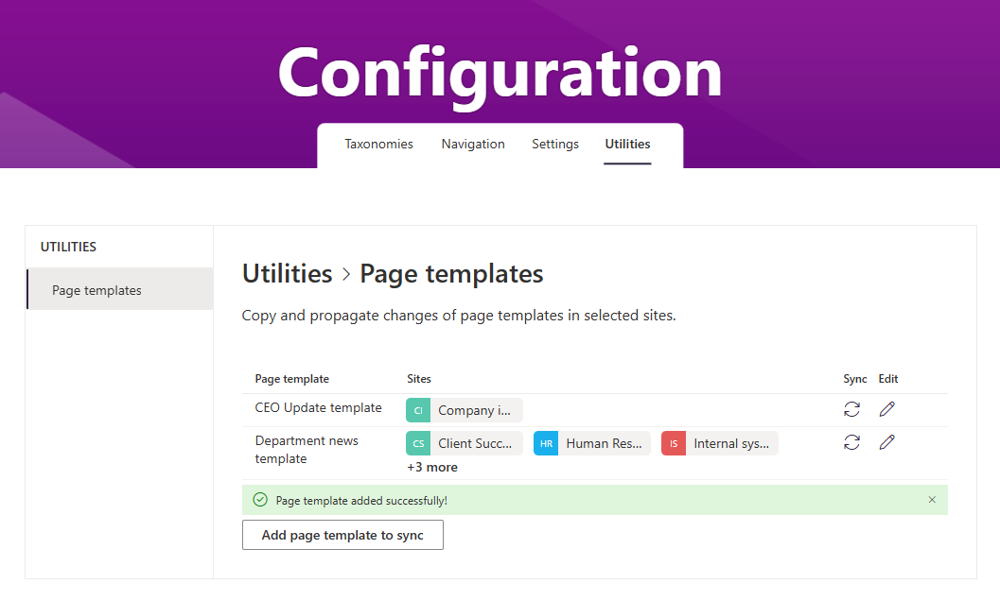 Configuration
Taxonomies Navigation Settings Utilities
UTILITIES
Page templates
Utilities > Page templates
Copy and propagate changes of page templates in selected sites.
Page template Sites Sync Edit
CEO Update template CI Company i...
Department news template CS Client Succ... HR Human Res... IS Internal sys...
+3 more
Page template added successfully!
Add page template to sync